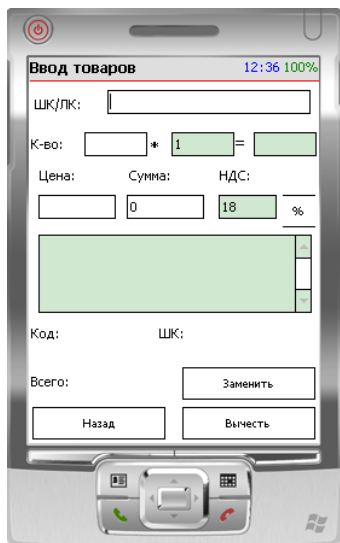 Ввод товаров 12:36 100%
ШК/ЛК:
К-во: * 1 =
Цена: Сумма: НДС:
0 18 %
Код: ШК:
Всего: Заменить
Назад Вычесть